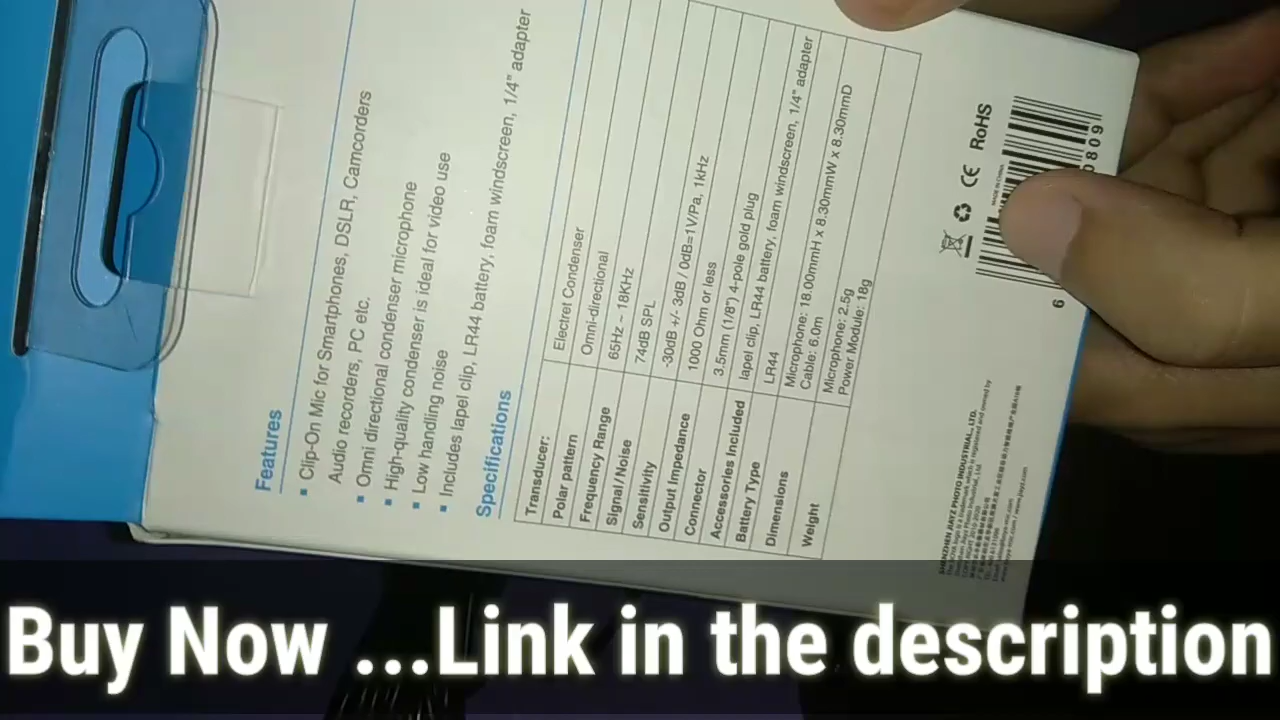 Features
▪ Clip-On Mic for Smartphones, DSLR, Camcorders
Audio recorders, PC etc.
▪ Omni directional condenser microphone
▪ High-quality condenser is ideal for video use
▪ Low handling noise
▪ Includes lapel clip, LR44 battery, foam windscreen, 1/4" adapter
Specifications
Transducer: Electret Condenser
Polar pattern Omni-directional
Frequency Range 65Hz ~ 18KHz
Signal/Noise 74dB SPL
Sensitivity -30dB +/- 3dB / 0dB=1V/Pa, 1kHz
Output Impedance 1000 Ohm or less
Connector 3.5mm (1/8") 4-pole gold plug
Accessories Included lapel clip, LR44 battery, foam windscreen, 1/4" adapter
Battery Type LR44
Dimensions Microphone: 18.00mmH x 8.30mmW x 8.30mmD
Cable: 6.0m
Weight Microphone: 2.5g
Power Module: 18g
CE RoHS
MADE IN CHINA
6
0809
SHENZHEN JIAYZ PHOTO INDUSTRIAL., LTD.
Buy Now ...Link in the description